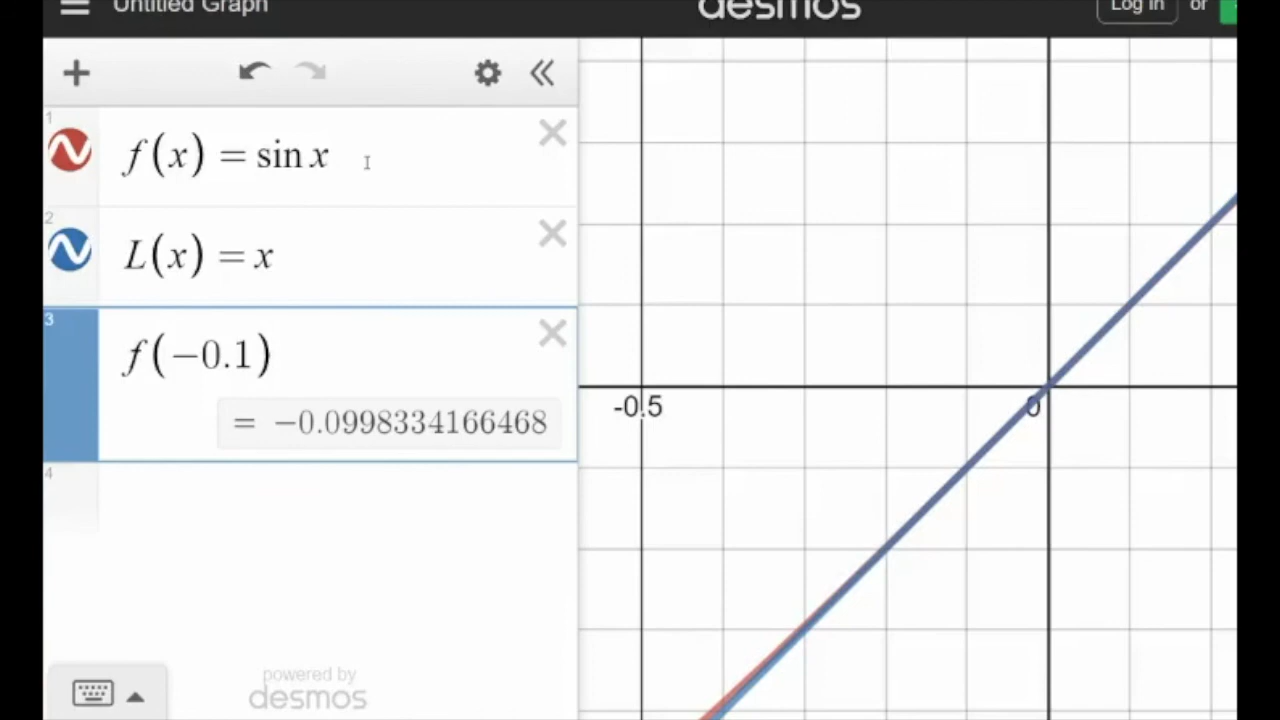 Untitled Graph
desmos
Log In or
1
f(x) = sin x
2
L(x) = x
3
f(−0.1)
= −0.0998334166468
4
-0.5
0
powered by
desmos